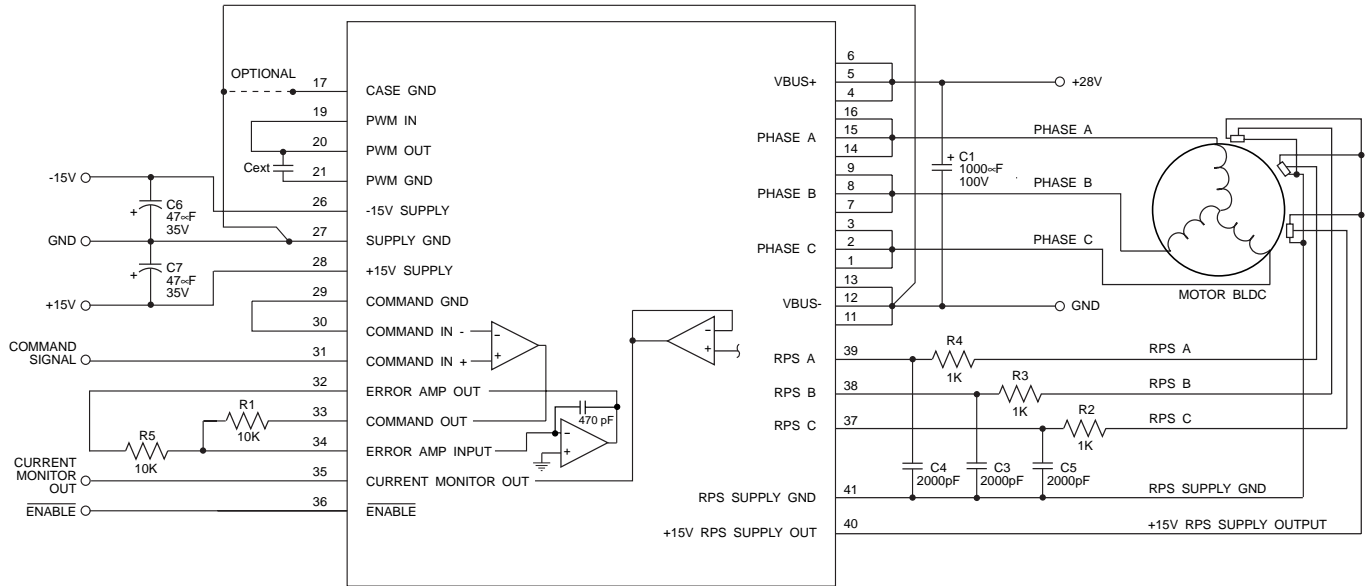 OPTIONAL
17 CASE GND
19 PWM IN
20 PWM OUT
Cext
21 PWM GND
-15V
26 -15V SUPPLY
+ C6
47∝F
35V
GND
27 SUPPLY GND
+ C7
47∝F
35V
28 +15V SUPPLY
+15V
29 COMMAND GND
30 COMMAND IN -
COMMAND
SIGNAL
31 COMMAND IN +
32 ERROR AMP OUT
R1
10K
33 COMMAND OUT
R5
10K
34 ERROR AMP INPUT
CURRENT
MONITOR
OUT
35 CURRENT MONITOR OUT
ENABLE
36 ENABLE
-
+
470 pF
-
+
-
+
6
VBUS+ 5 +28V
4
16
PHASE A 15 PHASE A
14
+ C1
1000∝F
100V
9
PHASE B 8 PHASE B
7
3
PHASE C 2 PHASE C
1
MOTOR BLDC
13
VBUS- 12 GND
11
RPS A 39 R4 RPS A
1K
RPS B 38 R3 RPS B
1K
RPS C 37 R2 RPS C
1K
C4
2000pF
C3
2000pF
C5
2000pF
RPS SUPPLY GND 41 RPS SUPPLY GND
+15V RPS SUPPLY OUT 40 +15V RPS SUPPLY OUTPUT